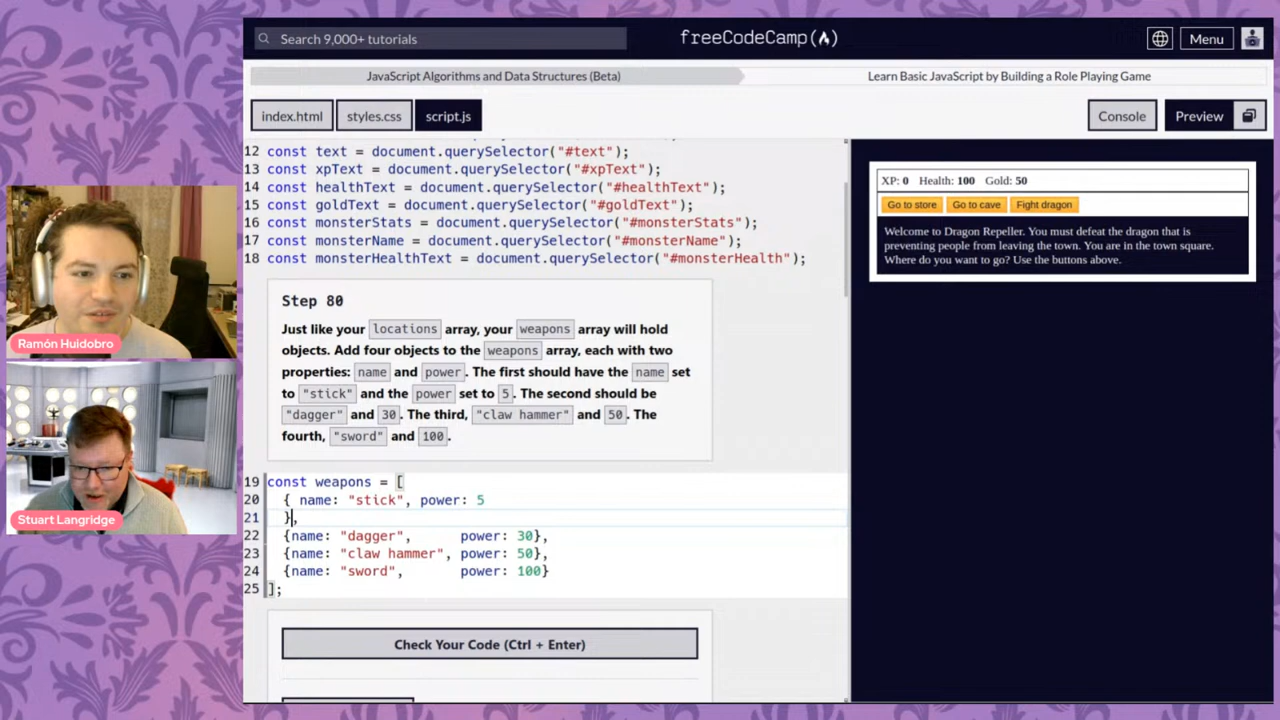 Search 9,000+ tutorials
freeCodeCamp
Menu
JavaScript Algorithms and Data Structures (Beta)
Learn Basic JavaScript by Building a Role Playing Game
index.html
styles.css
script.js
Console
Preview
12 const text = document.querySelector("#text");
13 const xpText = document.querySelector("#xpText");
14 const healthText = document.querySelector("#healthText");
15 const goldText = document.querySelector("#goldText");
16 const monsterStats = document.querySelector("#monsterStats");
17 const monsterName = document.querySelector("#monsterName");
18 const monsterHealthText = document.querySelector("#monsterHealth");
Step 80
Just like your locations array, your weapons array will hold
objects. Add four objects to the weapons array, each with two
properties: name and power. The first should have the name set
to "stick" and the power set to 5. The second should be
"dagger" and 30. The third, "claw hammer" and 50. The
fourth, "sword" and 100.
19 const weapons = [
20 { name: "stick", power: 5
21 },
22 {name: "dagger", power: 30},
23 {name: "claw hammer", power: 50},
24 {name: "sword", power: 100}
25 ];
Check Your Code (Ctrl + Enter)
XP: 0 Health: 100 Gold: 50
Go to store
Go to cave
Fight dragon
Welcome to Dragon Repeller. You must defeat the dragon that is
preventing people from leaving the town. You are in the town square.
Where do you want to go? Use the buttons above.
Ramón Huidobro
Stuart Langridge